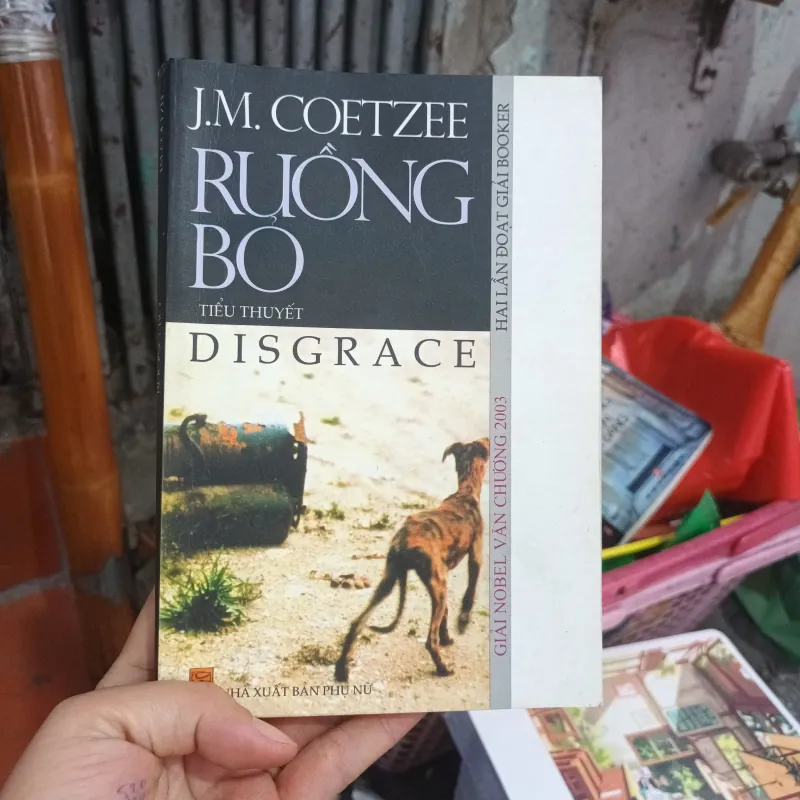 J.M. COETZEE
RUỒNG
BỎ
TIỂU THUYẾT
DISGRACE
NHÀ XUẤT BẢN PHỤ NỮ
GIẢI NOBEL VĂN CHƯƠNG 2003
HAI LẦN ĐOẠT GIẢI BOOKER